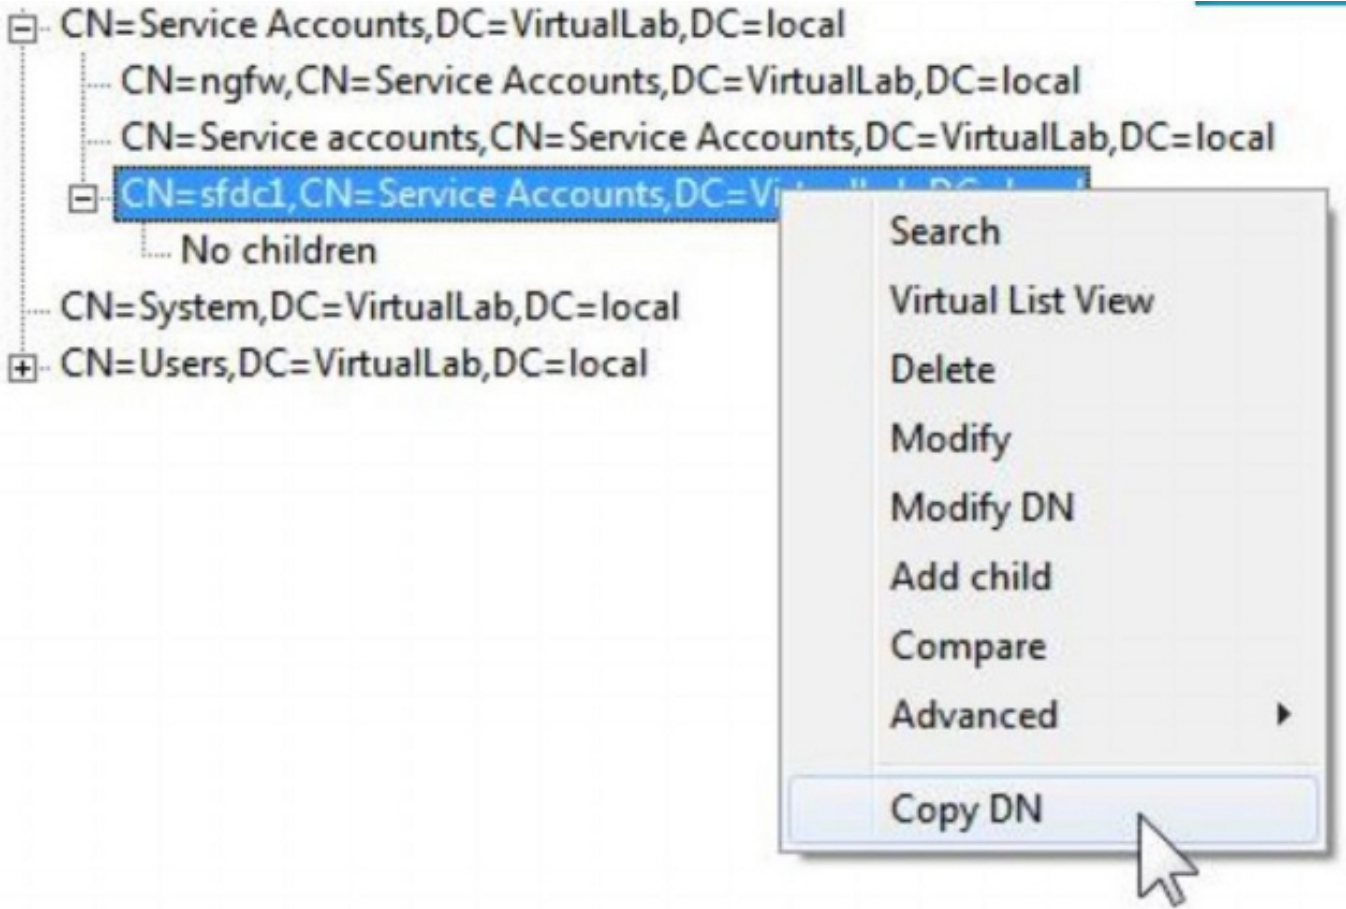 CN=Service Accounts,DC=VirtualLab,DC=local
CN=ngfw,CN=Service Accounts,DC=VirtualLab,DC=local
CN=Service accounts,CN=Service Accounts,DC=VirtualLab,DC=local
CN=sfdc1,CN=Service Accounts,DC=
No children
CN=System,DC=VirtualLab,DC=local
CN=Users,DC=VirtualLab,DC=local
Search
Virtual List View
Delete
Modify
Modify DN
Add child
Compare
Advanced
Copy DN